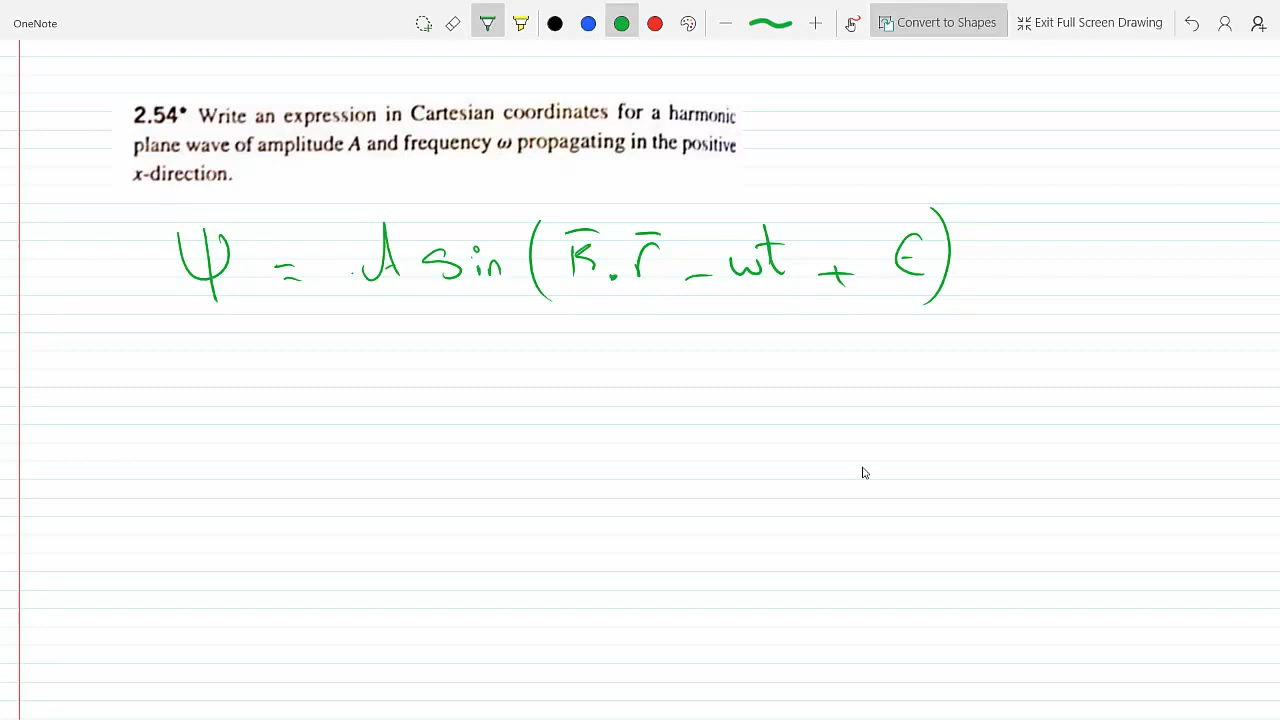 OneNote
Convert to Shapes
Exit Full Screen Drawing
2.54* Write an expression in Cartesian coordinates for a harmonic
plane wave of amplitude A and frequency ω propagating in the positive
x-direction.
ψ = A sin (k̅ . r̅ - ωt + ϵ)